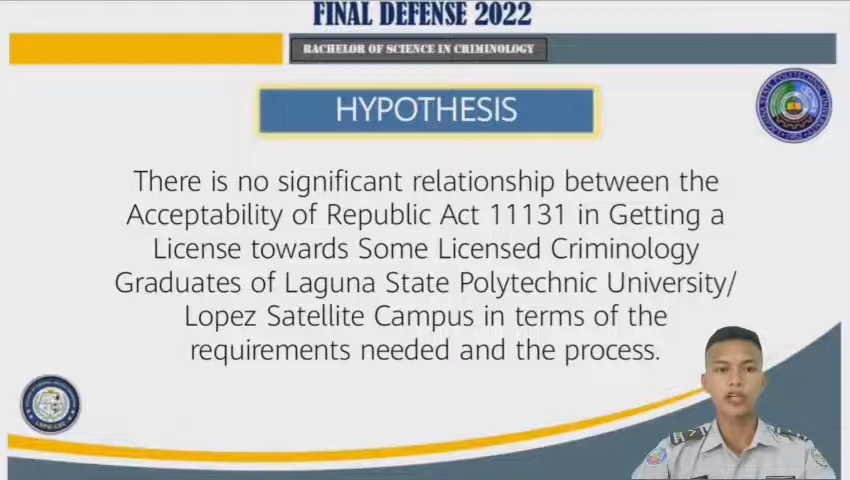 FINAL DEFENSE 2022
BACHELOR OF SCIENCE IN CRIMINOLOGY
HYPOTHESIS
There is no significant relationship between the
Acceptability of Republic Act 11131 in Getting a
License towards Some Licensed Criminology
Graduates of Laguna State Polytechnic University/
Lopez Satellite Campus in terms of the
requirements needed and the process.